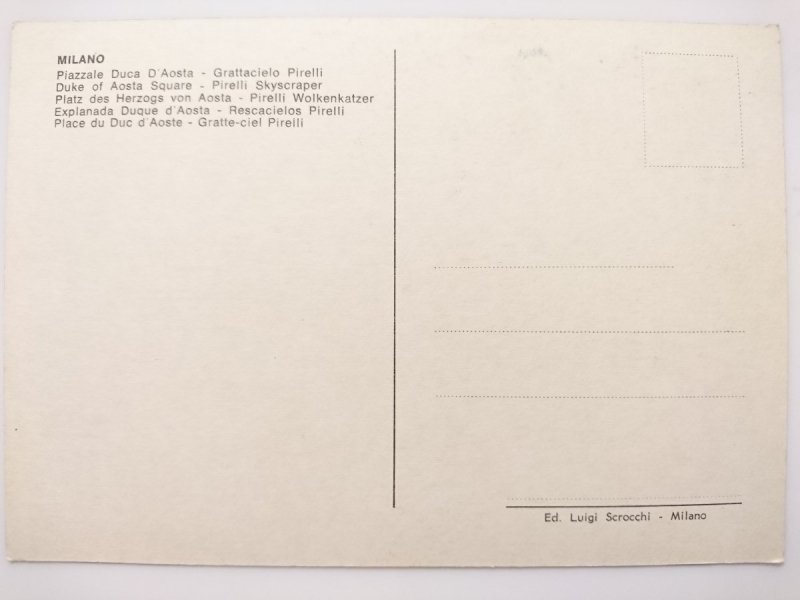 MILANO
Piazzale Duca D'Aosta - Grattacielo Pirelli
Duke of Aosta Square - Pirelli Skyscraper
Platz des Herzogs von Aosta - Pirelli Wolkenkatzer
Explanada Duque d'Aosta - Rescacielos Pirelli
Place du Duc d'Aoste - Gratte-ciel Pirelli
Ed. Luigi Scrocchi - Milano